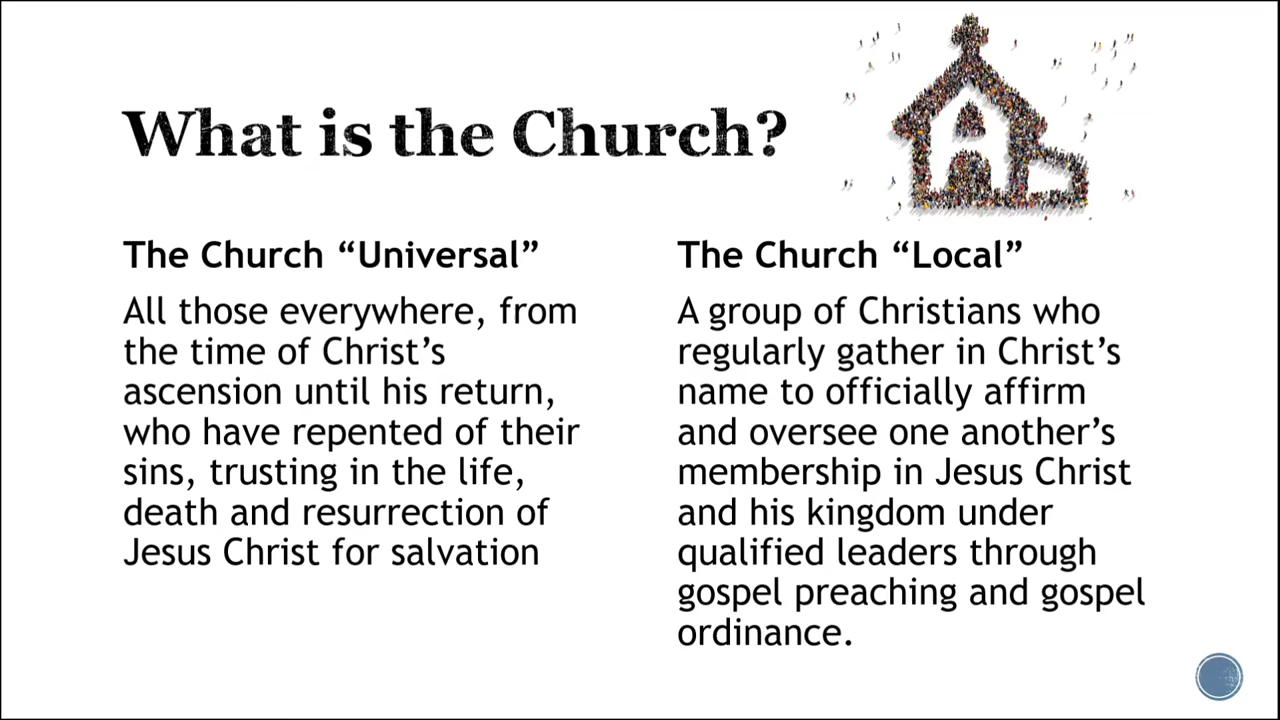 What is the Church?
The Church “Universal”
All those everywhere, from
the time of Christ’s
ascension until his return,
who have repented of their
sins, trusting in the life,
death and resurrection of
Jesus Christ for salvation
The Church “Local”
A group of Christians who
regularly gather in Christ’s
name to officially affirm
and oversee one another’s
membership in Jesus Christ
and his kingdom under
qualified leaders through
gospel preaching and gospel
ordinance.